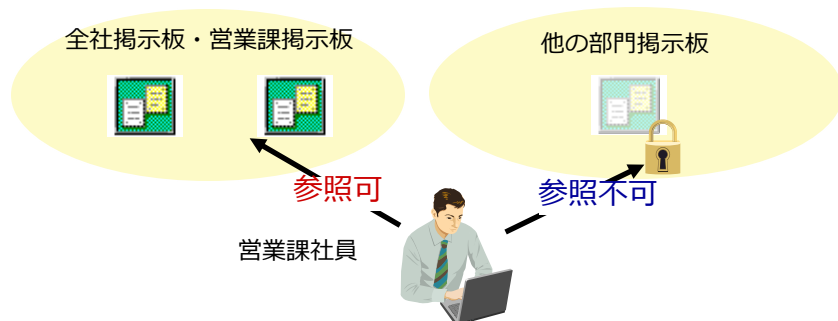 全社掲示板・営業課掲示板
他の部門掲示板
参照可
参照不可
営業課社員